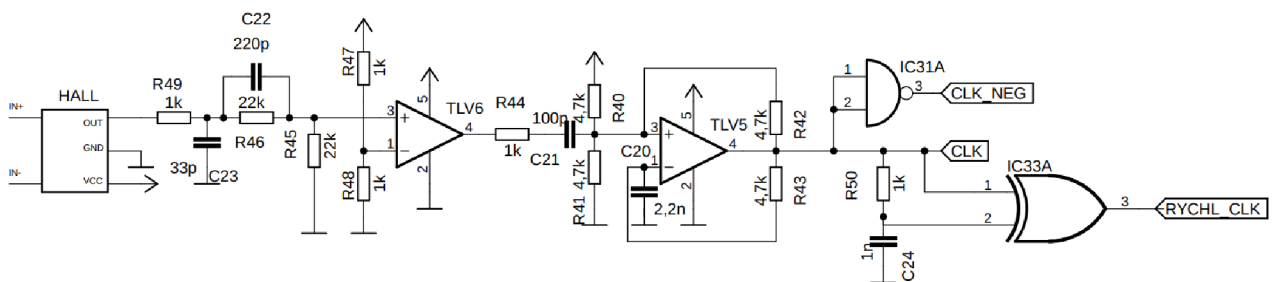 C22
220p
R49
1k
22k
R46
IN+
IN-
HALL
OUT
GND
VCC
33p
C23
R45
22k
R47
1k
R48
1k
3
1
5
2
4
TLV6
R44
1k
100p
C21
4,7k
R40
R41
4,7k
C20
2,2n
3
1
5
2
4
TLV5
4,7k
R42
4,7k
R43
1
2
3
IC31A
CLK_NEG
CLK
R50
1k
1n
C24
IC33A
1
2
3
RYCHL_CLK